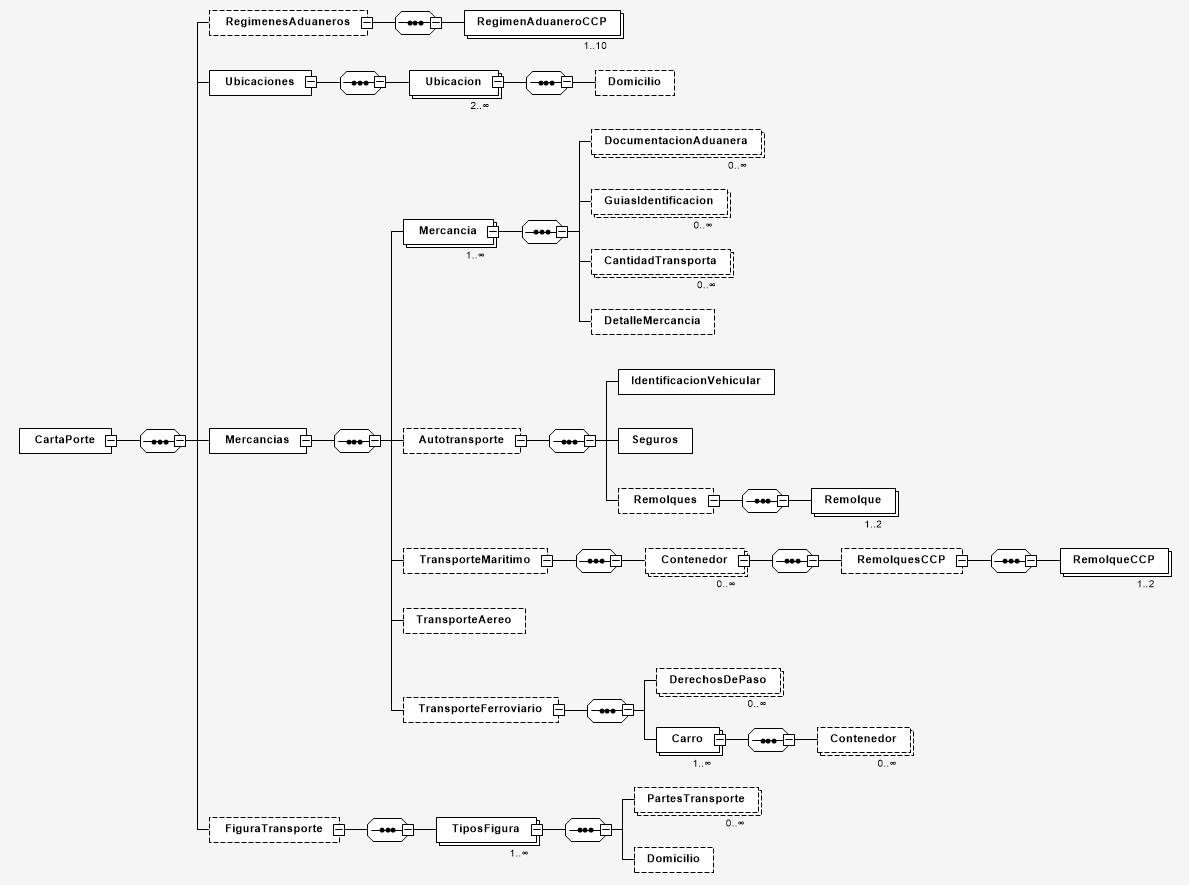 RegimenesAduaneros
RegimenAduaneroCCP
1..10
Ubicaciones
Ubicacion
Domicilio
2..∞
DocumentacionAduanera
0..∞
GuiasIdentificacion
0..∞
Mercancia
1..∞
CantidadTransporta
0..∞
DetalleMercancia
IdentificacionVehicular
CartaPorte
Mercancias
Autotransporte
Seguros
Remolques
Remolque
1..2
TransporteMaritimo
Contenedor
RemolquesCCP
RemolqueCCP
0..∞
1..2
TransporteAereo
DerechosDePaso
0..∞
TransporteFerroviario
Carro
Contenedor
1..∞
0..∞
PartesTransporte
0..∞
FiguraTransporte
TiposFigura
1..∞
Domicilio